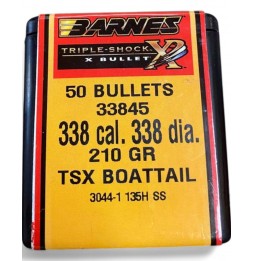 BARNES
TRIPLE-SHOCK
X BULLET
XR
50 BULLETS
33845
338 cal. 338 dia.
210 GR
TSX BOATTAIL
3044-1 135H SS